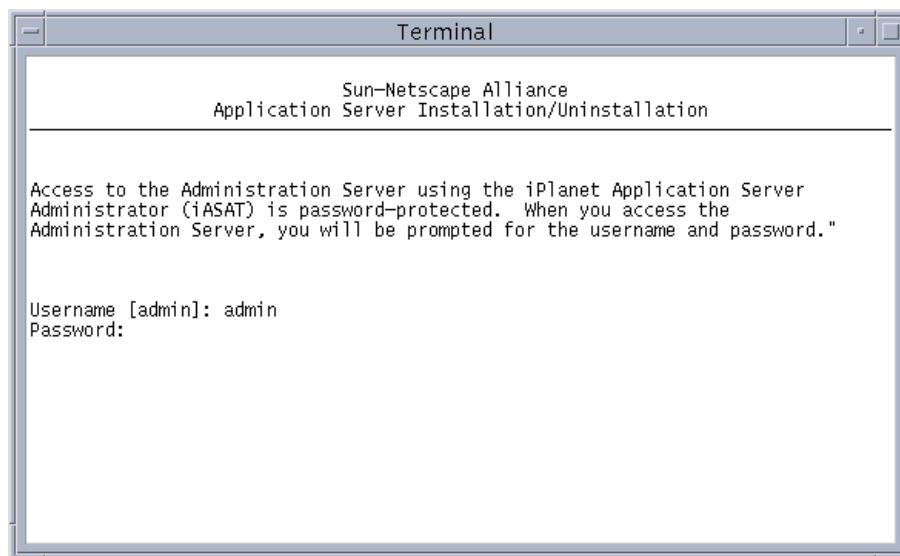 Terminal
Sun-Netscape Alliance
Application Server Installation/Uninstallation
Access to the Administration Server using the iPlanet Application Server
Administrator (iASAT) is password-protected.  When you access the
Administration Server, you will be prompted for the username and password."
Username [admin]: admin
Password: